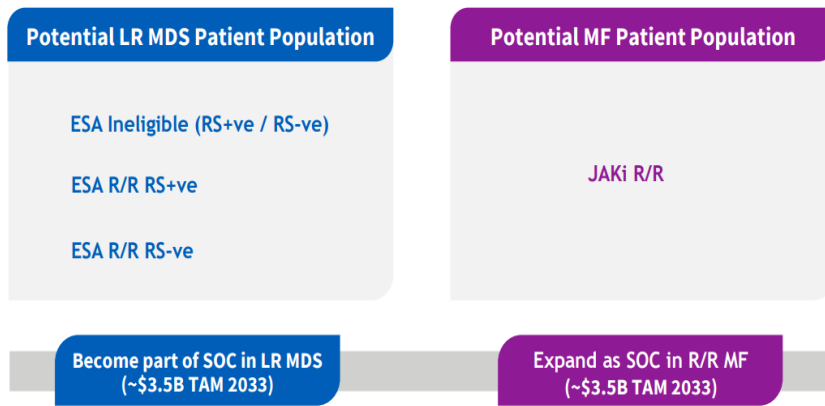 Potential LR MDS Patient Population
ESA Ineligible (RS+ve / RS-ve)
ESA R/R RS+ve
ESA R/R RS-ve
Become part of SOC in LR MDS
(~$3.5B TAM 2033)
Potential MF Patient Population
JAKi R/R
Expand as SOC in R/R MF
(~$3.5B TAM 2033)